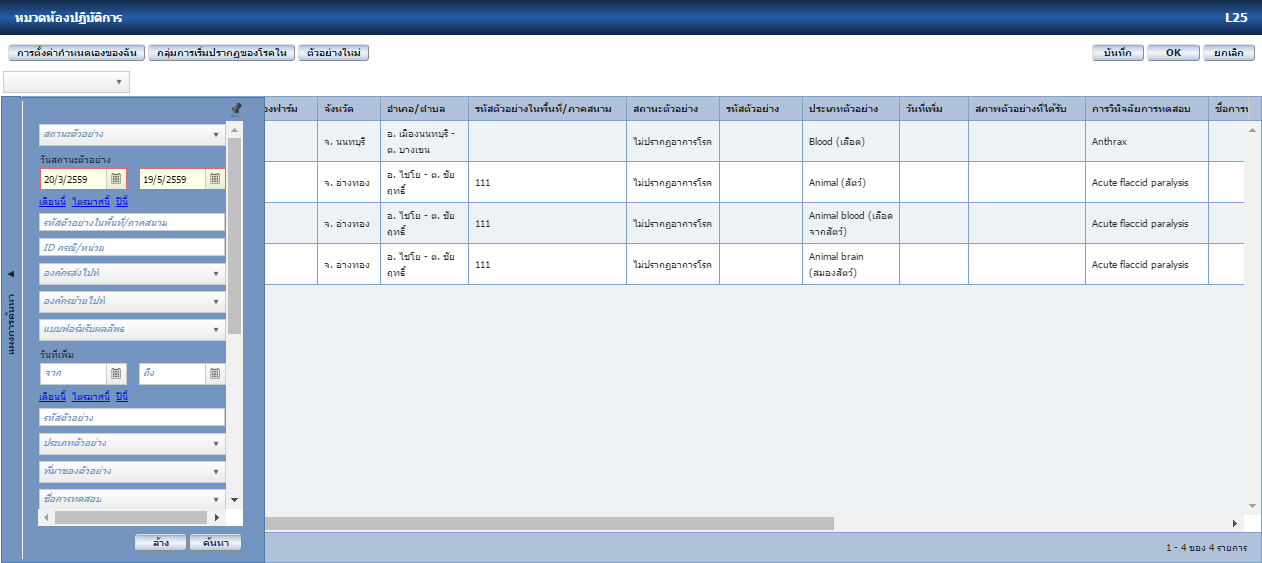 หมวดห้องปฏิบัติการ
L25
การตั้งค่ากำหนดเองของฉัน กลุ่มการเริ่มปรากฏของโรคใน ตัวอย่างใหม่
บันทึก OK ยกเลิก
องฟาร์ม จังหวัด อำเภอ/ตำบล รหัสตัวอย่างในพื้นที่/ภาคสนาม สถานะตัวอย่าง รหัสตัวอย่าง ประเภทตัวอย่าง วันที่เพิ่ม สภาพตัวอย่างที่ได้รับ การวินิจฉัยการทดสอบ
จ. นนทบุรี อ. เมืองนนทบุรี - ไม่ปรากฏอาการโรค Blood (เลือด) Anthrax
ต. บางเขน
จ. อ่างทอง อ. ไชโย - ต. ชัย 111 ไม่ปรากฏอาการโรค Animal (สัตว์) Acute flaccid paralysis
ฤทธิ์
จ. อ่างทอง อ. ไชโย - ต. ชัย 111 ไม่ปรากฏอาการโรค Animal blood (เลือด Acute flaccid paralysis
ฤทธิ์ จากสัตว์)
จ. อ่างทอง อ. ไชโย - ต. ชัย 111 ไม่ปรากฏอาการโรค Animal brain Acute flaccid paralysis
ฤทธิ์ (สมองสัตว์)
แผงการค้นหา
สถานะตัวอย่าง
วันสถานะตัวอย่าง
20/3/2559 19/5/2559
เดือนนี้ ไตรมาสนี้ ปีนี้
รหัสตัวอย่างในพื้นที่/ภาคสนาม
ID กรณี/หน่วย
องค์กรส่งไปที่
องค์กรย้ายไปที่
แบบฟอร์มรับผลลัพธ์
วันที่เพิ่ม
จาก ถึง
เดือนนี้ ไตรมาสนี้ ปีนี้
รหัสตัวอย่าง
ประเภทตัวอย่าง
ที่มาของตัวอย่าง
ชื่อการทดสอบ
ล้าง ค้นหา
1 - 4 ของ 4 รายการ